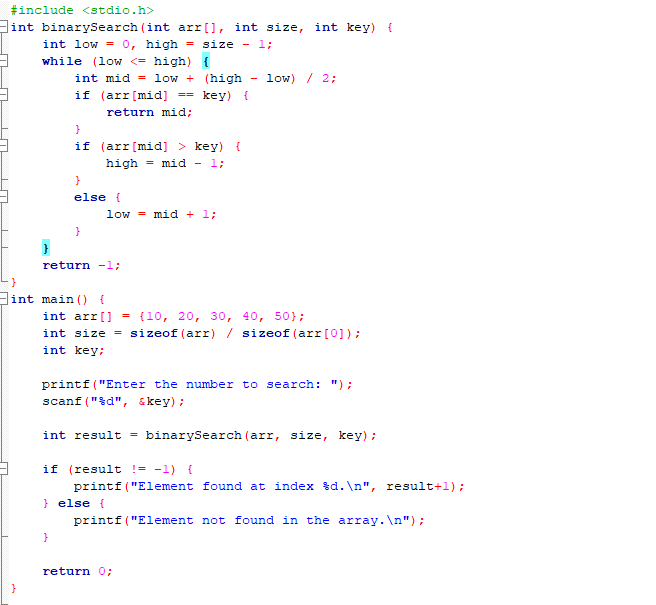 #include <stdio.h>
int binarySearch(int arr[], int size, int key) {
    int low = 0, high = size - 1;
    while (low <= high) {
        int mid = low + (high - low) / 2;
        if (arr[mid] == key) {
            return mid;
        }
        if (arr[mid] > key) {
            high = mid - 1;
        }
        else {
            low = mid + 1;
        }
    }
    return -1;
}
int main() {
    int arr[] = {10, 20, 30, 40, 50};
    int size = sizeof(arr) / sizeof(arr[0]);
    int key;

    printf("Enter the number to search: ");
    scanf("%d", &key);

    int result = binarySearch(arr, size, key);

    if (result != -1) {
        printf("Element found at index %d.\n", result+1);
    } else {
        printf("Element not found in the array.\n");
    }

    return 0;
}